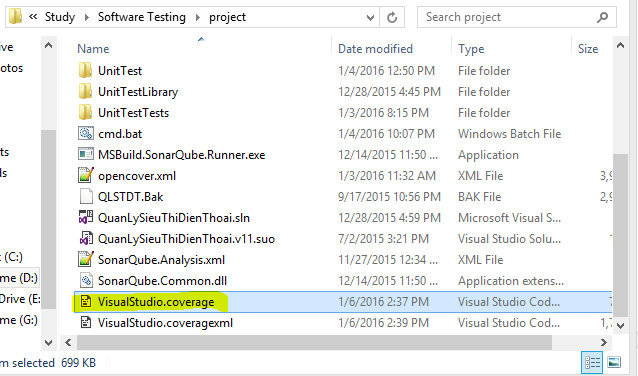 « Study › Software Testing › project
Search project
Name Date modified Type Size
UnitTest 1/4/2016 12:50 PM File folder
UnitTestLibrary 12/28/2015 4:45 PM File folder
UnitTestTests 1/3/2016 8:15 PM File folder
cmd.bat 1/4/2016 10:07 PM Windows Batch File
MSBuild.SonarQube.Runner.exe 12/14/2015 11:50 ... Application
opencover.xml 1/3/2016 11:32 AM XML File 3,9
QLSTDT.Bak 9/17/2015 10:56 PM BAK File 2,9
QuanLySieuThiDienThoai.sln 12/28/2015 4:59 PM Microsoft Visual S...
QuanLySieuThiDienThoai.v11.suo 7/2/2015 3:21 PM Visual Studio Solu...
SonarQube.Analysis.xml 11/27/2015 12:34 ... XML File
SonarQube.Common.dll 12/14/2015 11:50 ... Application exten...
VisualStudio.coverage 1/6/2016 2:37 PM Visual Studio Cod...
VisualStudio.coveragexml 1/6/2016 2:39 PM Visual Studio Cod... 1,7
ive
otos
ts
ds
t (C:)
me (D:)
Drive (E:
me (G:)
m selected 699 KB